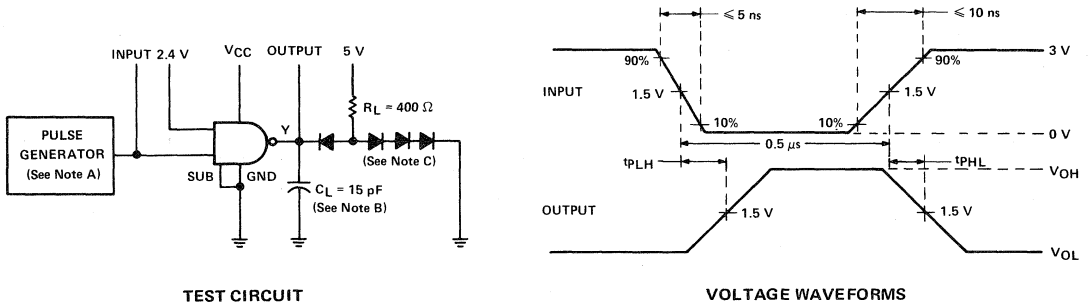 INPUT 2.4 V
VCC
OUTPUT
5 V
RL = 400 Ω
PULSE
GENERATOR
(See Note A)
Y
(See Note C)
SUB
GND
CL = 15 pF
(See Note B)
TEST CIRCUIT
≤ 5 ns
≤ 10 ns
90%
90%
3 V
INPUT
1.5 V
1.5 V
10%
10%
0 V
0.5 μs
tPLH
tPHL
VOH
OUTPUT
1.5 V
1.5 V
VOL
VOLTAGE WAVEFORMS